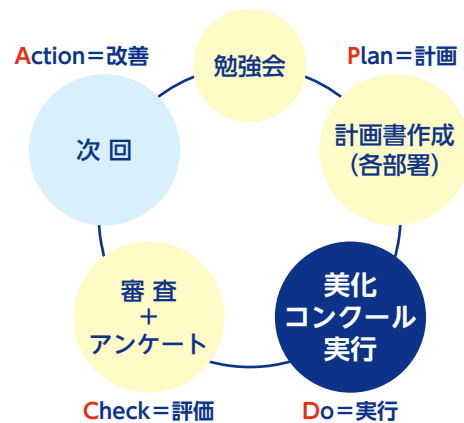 勉強会
Plan＝計画
計画書作成
（各部署）
美化
コンクール
実行
Do＝実行
審 査
＋
アンケート
Check＝評価
次 回
Action＝改善